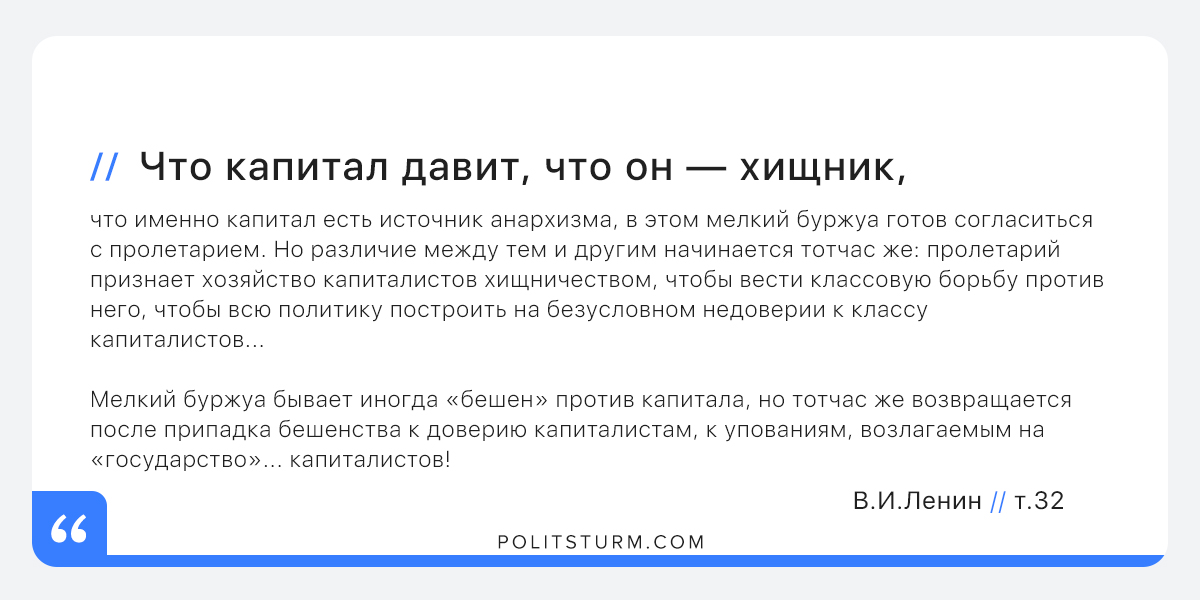 // Что капитал давит, что он — хищник,
что именно капитал есть источник анархизма, в этом мелкий буржуа готов согласиться
с пролетарием. Но различие между тем и другим начинается тотчас же: пролетарий
признает хозяйство капиталистов хищничеством, чтобы вести классовую борьбу против
него, чтобы всю политику построить на безусловном недоверии к классу
капиталистов...
Мелкий буржуа бывает иногда «бешен» против капитала, но тотчас же возвращается
после припадка бешенства к доверию капиталистам, к упованиям, возлагаемым на
«государство»... капиталистов!
В.И.Ленин // т.32
POLITSTURM.COM